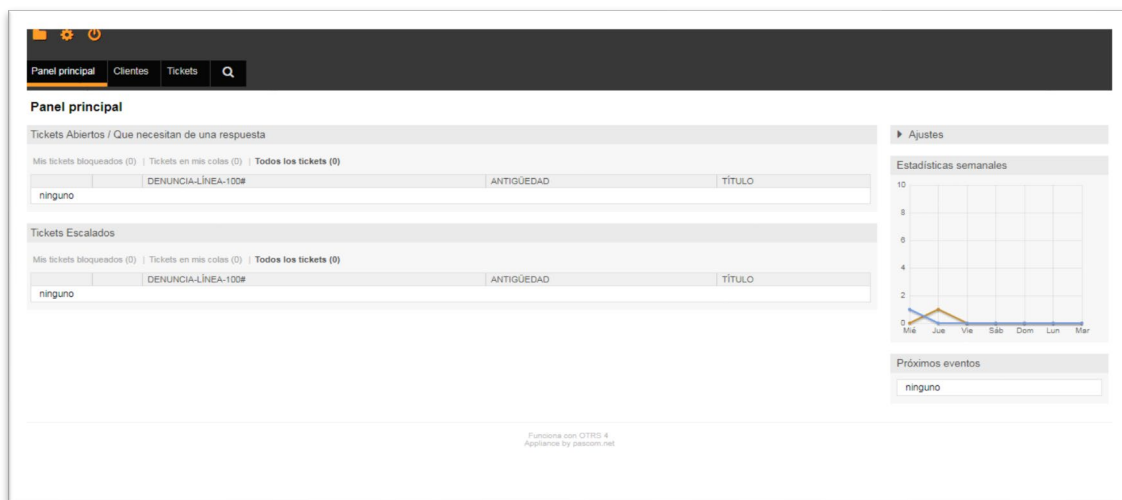 Panel principal Clientes Tickets
Panel principal
Tickets Abiertos / Que necesitan de una respuesta
Mis tickets bloqueados (0) | Tickets en mis colas (0) | Todos los tickets (0)
DENUNCIA-LÍNEA-100# ANTIGÜEDAD TÍTULO
ninguno
Tickets Escalados
Mis tickets bloqueados (0) | Tickets en mis colas (0) | Todos los tickets (0)
DENUNCIA-LÍNEA-100# ANTIGÜEDAD TÍTULO
ninguno
Ajustes
Estadísticas semanales
10
8
6
4
2
0
Mié Jue Vie Sáb Dom Lun Mar
Próximos eventos
ninguno
Funciona con OTRS 4
Appliance by pascom.net